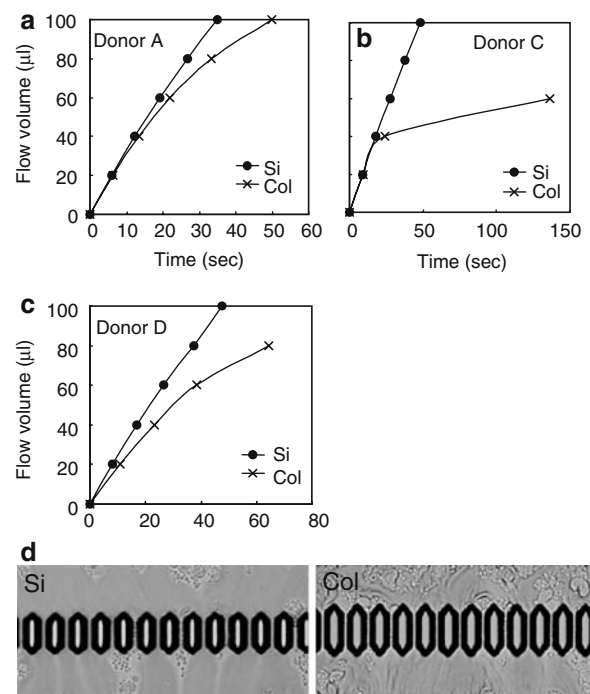 a
Donor A
Flow volume (μl)
100
80
60
40
20
0
Si
Col
0 10 20 30 40 50 60
Time (sec)
b
Donor C
Si
Col
0 50 100 150
Time (sec)
c
Donor D
Flow volume (μl)
100
80
60
40
20
0
Si
Col
0 20 40 60 80
d
Si
Col